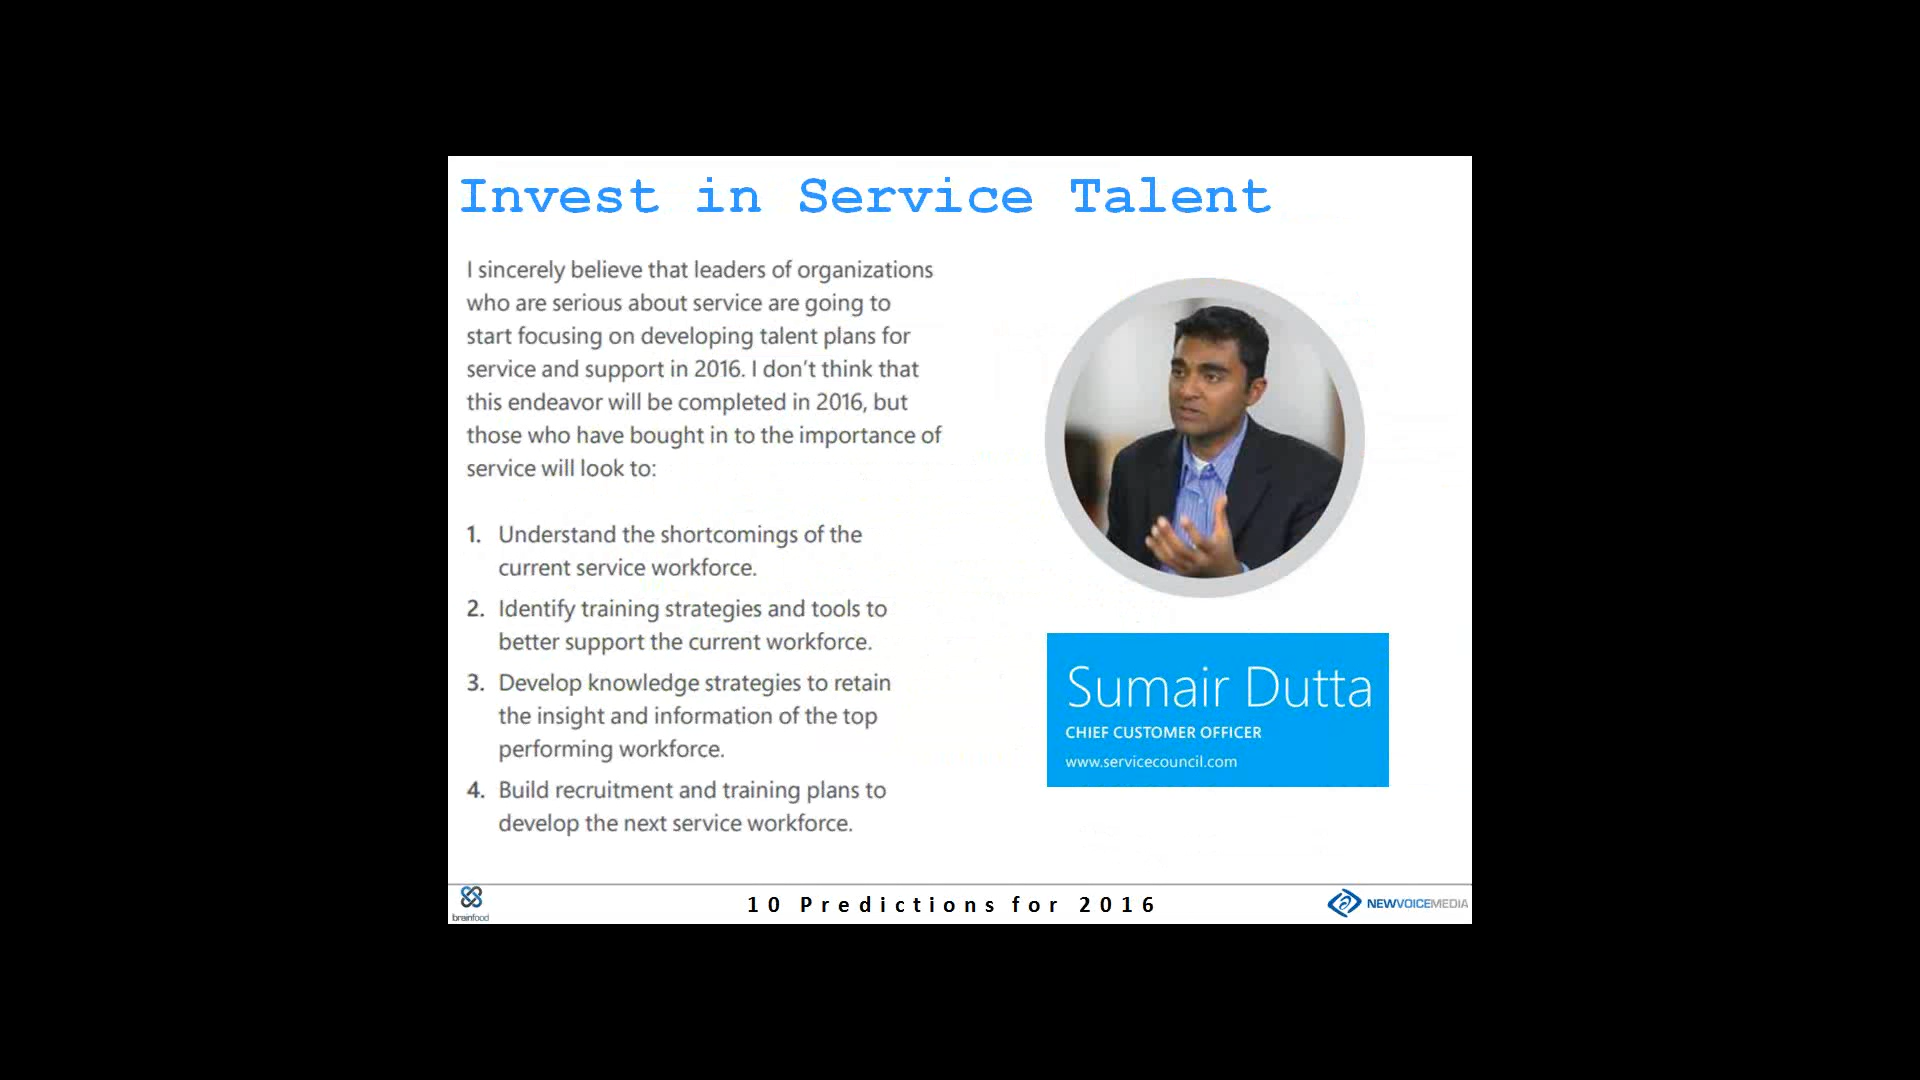 Invest in Service Talent
I sincerely believe that leaders of organizations
who are serious about service are going to
start focusing on developing talent plans for
service and support in 2016. I don't think that
this endeavor will be completed in 2016, but
those who have bought in to the importance of
service will look to:
1. Understand the shortcomings of the
current service workforce.
2. Identify training strategies and tools to
better support the current workforce.
3. Develop knowledge strategies to retain
the insight and information of the top
performing workforce.
4. Build recruitment and training plans to
develop the next service workforce.
Sumair Dutta
CHIEF CUSTOMER OFFICER
www.servicecouncil.com
brainfood
10 Predictions for 2016
NEWVOICEMEDIA